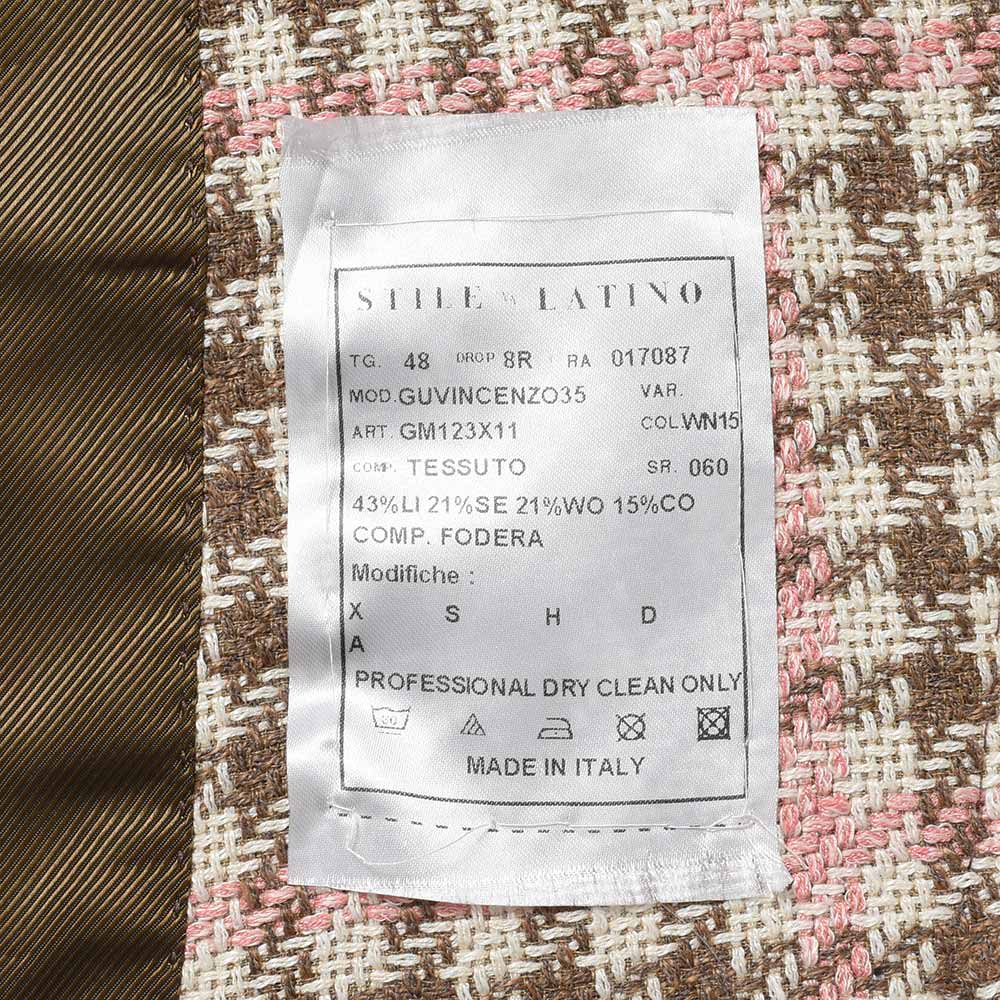 STILE LATINO
TG. 48 DROP 8R RA 017087
MOD.GUVINCENZO35 VAR.
ART. GM123X11 COL.WN15
COMP. TESSUTO SR. 060
43%LI 21%SE 21%WO 15%CO
COMP. FODERA
Modifiche :
X S H D
A
PROFESSIONAL DRY CLEAN ONLY
MADE IN ITALY